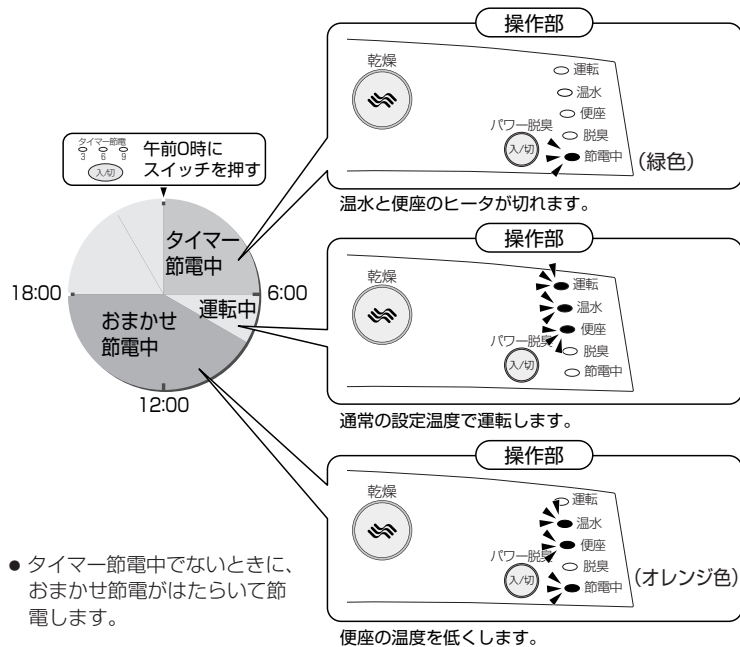 操作部
乾燥
運転
温水
便座
パワー脱臭
脱臭
入/切
節電中
(緑色)
温水と便座のヒータが切れます。
タイマー節電
3 6 9
入/切
午前0時に
スイッチを押す
タイマー
節電中
18:00
6:00
運転中
おまかせ
節電中
12:00
操作部
乾燥
運転
温水
便座
パワー脱臭
脱臭
入/切
節電中
通常の設定温度で運転します。
操作部
乾燥
運転
温水
便座
パワー脱臭
脱臭
入/切
節電中
(オレンジ色)
便座の温度を低くします。
● タイマー節電中でないときに、
おまかせ節電がはたらいて節
電します。